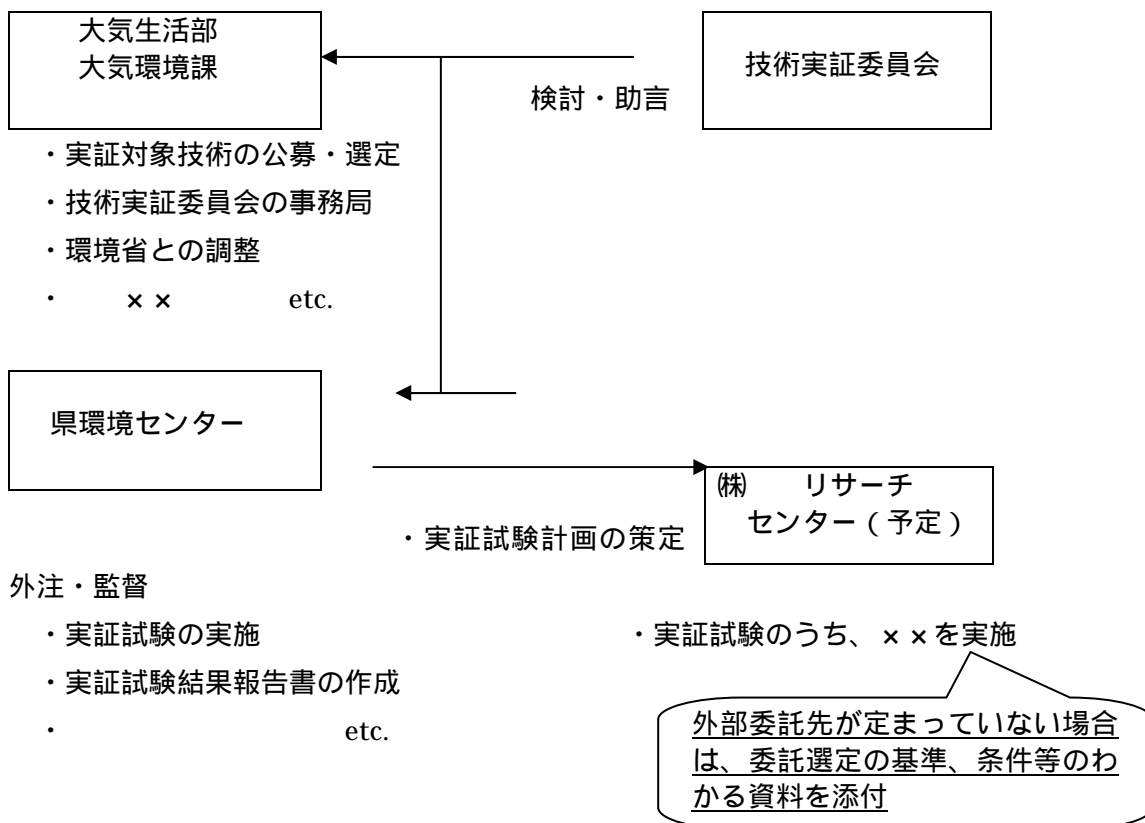 大気生活部
大気環境課
技術実証委員会
検討・助言
・実証対象技術の公募・選定
・技術実証委員会の事務局
・環境省との調整
・ ×× etc.
県環境センター
㈱ リサーチ
センター(予定)
・実証試験計画の策定
外注・監督
・実証試験の実施
・実証試験のうち、××を実施
・実証試験結果報告書の作成
・ etc.
外部委託先が定まっていない場合
は、委託選定の基準、条件等のわ
かる資料を添付